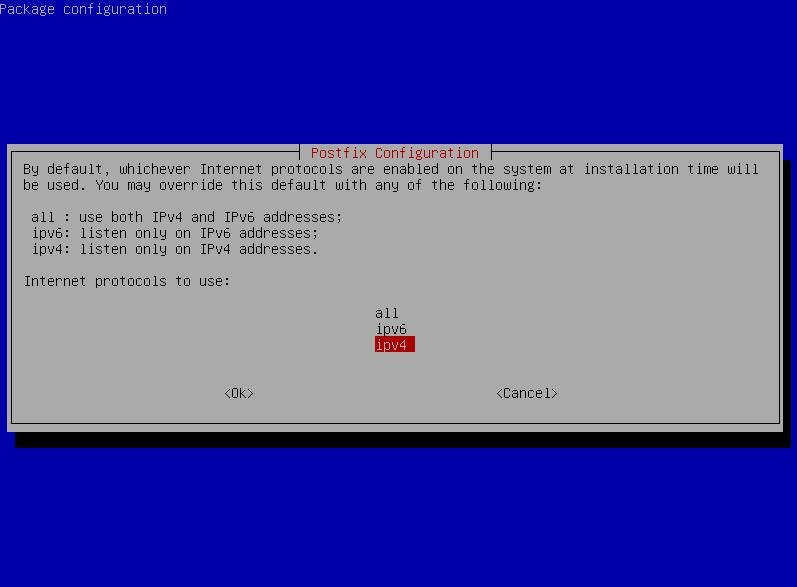 Package configuration
Postfix Configuration
By default, whichever Internet protocols are enabled on the system at installation time will
be used. You may override this default with any of the following:
all : use both IPv4 and IPv6 addresses;
ipv6: listen only on IPv6 addresses;
ipv4: listen only on IPv4 addresses.
Internet protocols to use:
all
ipv6
ipv4
<Ok> <Cancel>